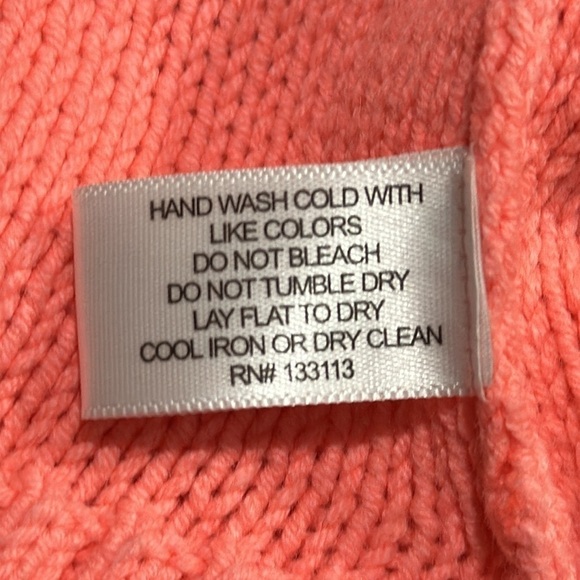 HAND WASH COLD WITH
LIKE COLORS
DO NOT BLEACH
DO NOT TUMBLE DRY
LAY FLAT TO DRY
COOL IRON OR DRY CLEAN
RN# 133113